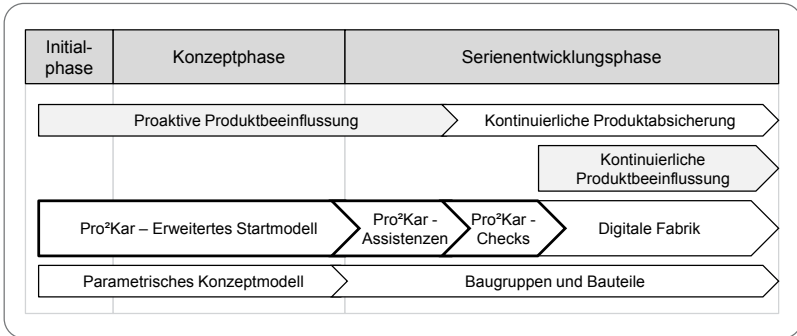 Initial-
phase
Konzeptphase
Serienentwicklungsphase
Proaktive Produktbeeinflussung
Kontinuierliche Produktabsicherung
Kontinuierliche
Produktbeeinflussung
Pro²Kar – Erweitertes Startmodell
Pro²Kar -
Assistenzen
Pro²Kar -
Checks
Digitale Fabrik
Parametrisches Konzeptmodell
Baugruppen und Bauteile